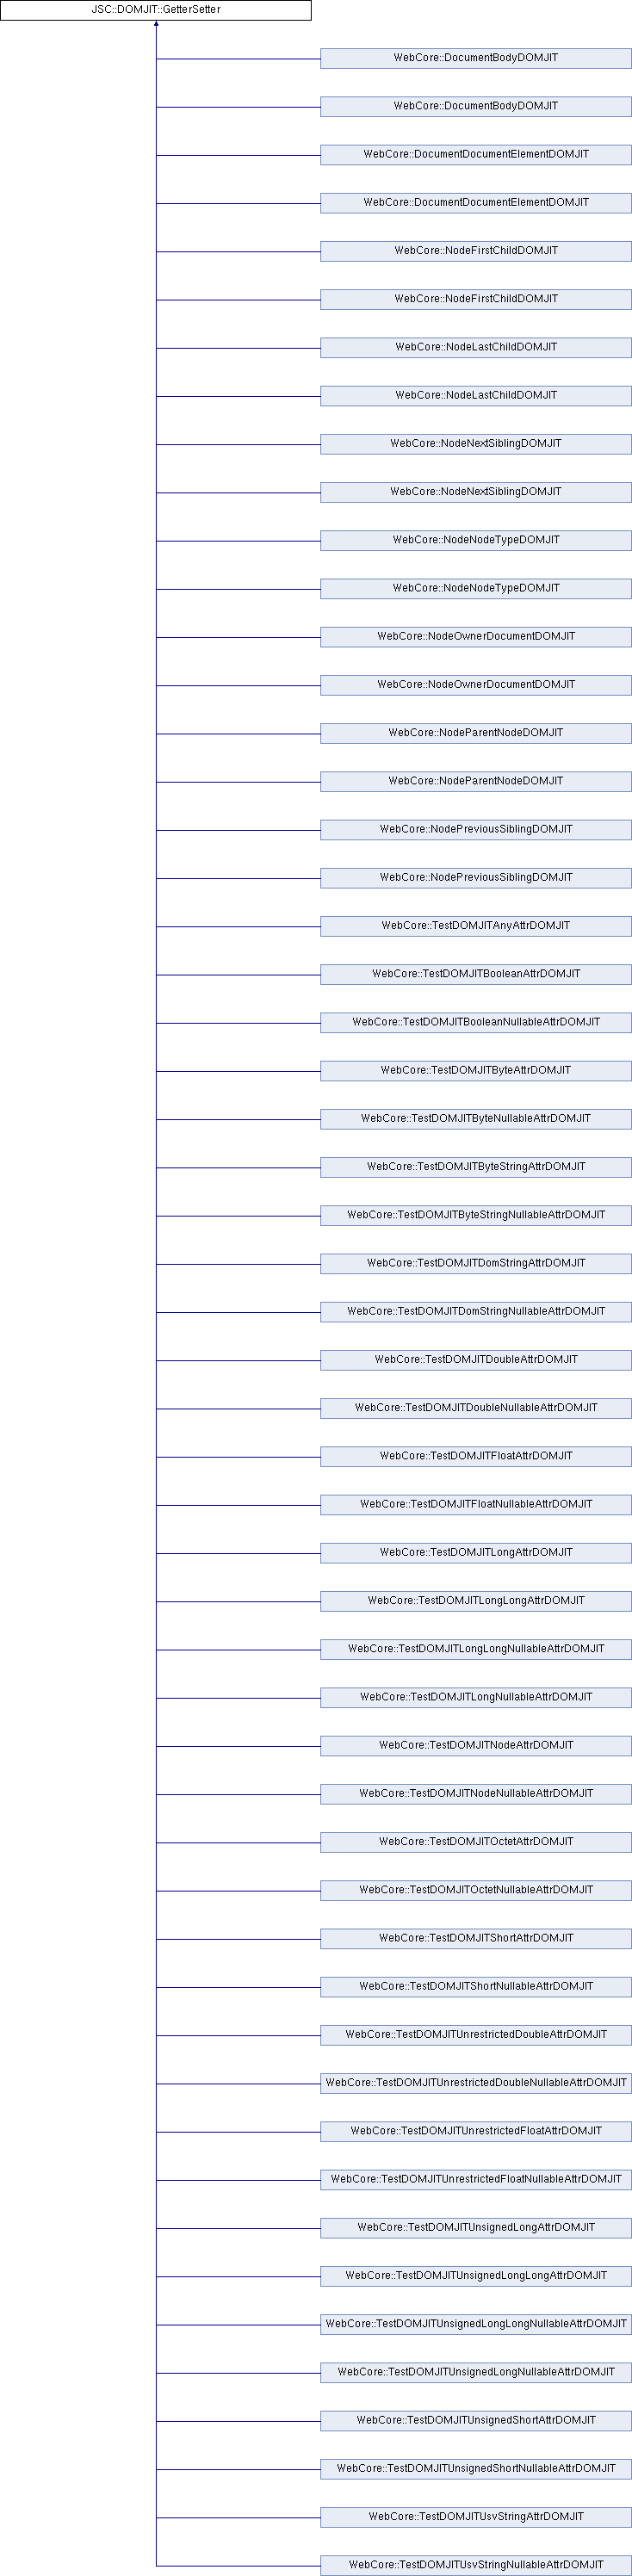 JSC::DOMJIT::GetterSetter
WebCore::DocumentBodyDOMJIT
WebCore::DocumentBodyDOMJIT
WebCore::DocumentDocumentElementDOMJIT
WebCore::DocumentDocumentElementDOMJIT
WebCore::NodeFirstChildDOMJIT
WebCore::NodeFirstChildDOMJIT
WebCore::NodeLastChildDOMJIT
WebCore::NodeLastChildDOMJIT
WebCore::NodeNextSiblingDOMJIT
WebCore::NodeNextSiblingDOMJIT
WebCore::NodeNodeTypeDOMJIT
WebCore::NodeNodeTypeDOMJIT
WebCore::NodeOwnerDocumentDOMJIT
WebCore::NodeOwnerDocumentDOMJIT
WebCore::NodeParentNodeDOMJIT
WebCore::NodeParentNodeDOMJIT
WebCore::NodePreviousSiblingDOMJIT
WebCore::NodePreviousSiblingDOMJIT
WebCore::TestDOMJITAnyAttrDOMJIT
WebCore::TestDOMJITBooleanAttrDOMJIT
WebCore::TestDOMJITBooleanNullableAttrDOMJIT
WebCore::TestDOMJITByteAttrDOMJIT
WebCore::TestDOMJITByteNullableAttrDOMJIT
WebCore::TestDOMJITByteStringAttrDOMJIT
WebCore::TestDOMJITByteStringNullableAttrDOMJIT
WebCore::TestDOMJITDomStringAttrDOMJIT
WebCore::TestDOMJITDomStringNullableAttrDOMJIT
WebCore::TestDOMJITDoubleAttrDOMJIT
WebCore::TestDOMJITDoubleNullableAttrDOMJIT
WebCore::TestDOMJITFloatAttrDOMJIT
WebCore::TestDOMJITFloatNullableAttrDOMJIT
WebCore::TestDOMJITLongAttrDOMJIT
WebCore::TestDOMJITLongLongAttrDOMJIT
WebCore::TestDOMJITLongLongNullableAttrDOMJIT
WebCore::TestDOMJITLongNullableAttrDOMJIT
WebCore::TestDOMJITNodeAttrDOMJIT
WebCore::TestDOMJITNodeNullableAttrDOMJIT
WebCore::TestDOMJITOctetAttrDOMJIT
WebCore::TestDOMJITOctetNullableAttrDOMJIT
WebCore::TestDOMJITShortAttrDOMJIT
WebCore::TestDOMJITShortNullableAttrDOMJIT
WebCore::TestDOMJITUnrestrictedDoubleAttrDOMJIT
WebCore::TestDOMJITUnrestrictedDoubleNullableAttrDOMJIT
WebCore::TestDOMJITUnrestrictedFloatAttrDOMJIT
WebCore::TestDOMJITUnrestrictedFloatNullableAttrDOMJIT
WebCore::TestDOMJITUnsignedLongAttrDOMJIT
WebCore::TestDOMJITUnsignedLongLongAttrDOMJIT
WebCore::TestDOMJITUnsignedLongLongNullableAttrDOMJIT
WebCore::TestDOMJITUnsignedLongNullableAttrDOMJIT
WebCore::TestDOMJITUnsignedShortAttrDOMJIT
WebCore::TestDOMJITUnsignedShortNullableAttrDOMJIT
WebCore::TestDOMJITUsvStringAttrDOMJIT
WebCore::TestDOMJITUsvStringNullableAttrDOMJIT